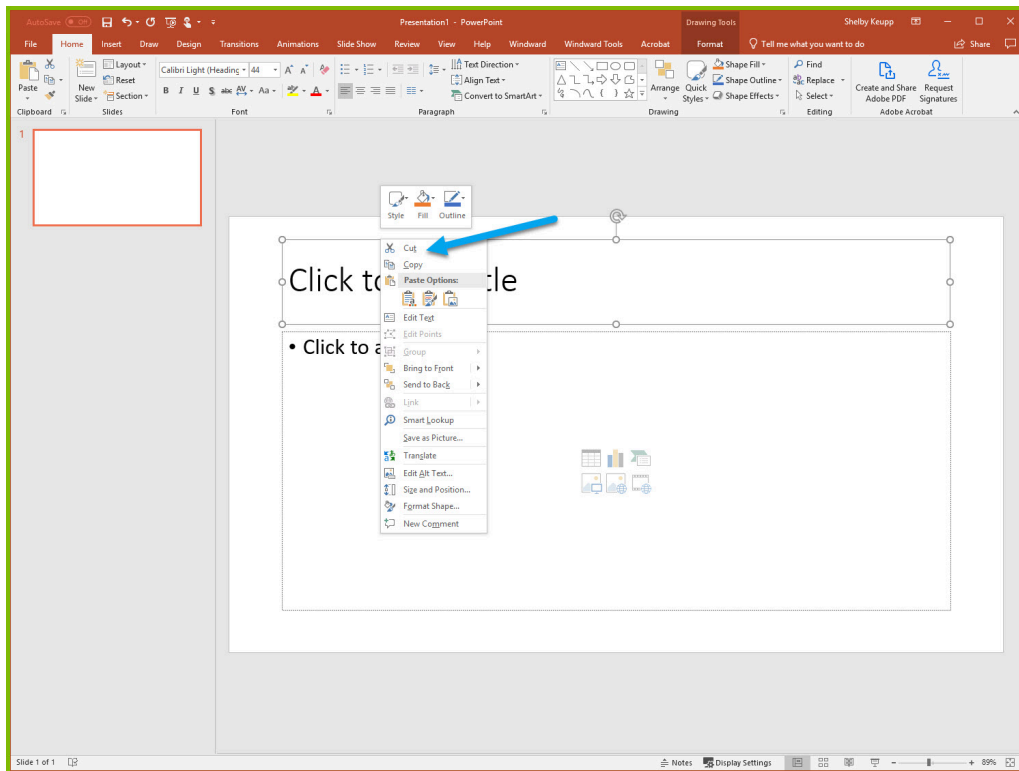 AutoSave Off
Presentation1 - PowerPoint
Drawing Tools
Shelby Keupp
File Home Insert Draw Design Transitions Animations Slide Show Review View Help Windward Windward Tools Acrobat Format Tell me what you want to do Share
Paste
New Slide
Layout
Reset
Section
Calibri Light (Heading 44
B I U S abc AV Aa A
Text Direction
Align Text
Convert to SmartArt
Arrange
Quick Styles
Shape Fill
Shape Outline
Shape Effects
Find
Replace
Select
Create and Share Adobe PDF
Request Signatures
Clipboard Slides Font Paragraph Drawing Editing Adobe Acrobat
1
Style Fill Outline
Cut
Copy
Paste Options:
Edit Text
Edit Points
Group
Bring to Front
Send to Back
Link
Smart Lookup
Save as Picture...
Translate
Edit Alt Text...
Size and Position...
Format Shape...
New Comment
Click to tle
• Click to a
Slide 1 of 1
Notes Display Settings 89%